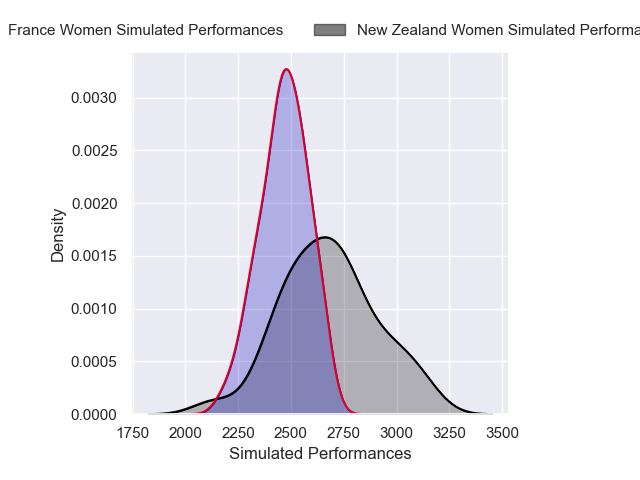 France Women Simulated Performances
New Zealand Women Simulated
0.0030
0.0025
0.0020
0.0015
0.0010
0.0005
0.0000
Density
1750 2000 2250 2500 2750 3000 3250 3500
Simulated Performances